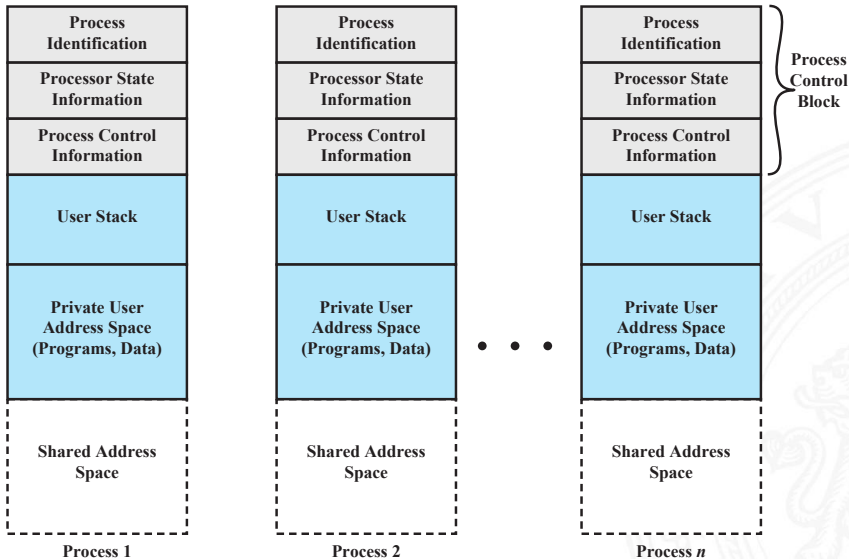 Process
Identification
Processor State
Information
Process Control
Information
User Stack
Private User
Address Space
(Programs, Data)
Shared Address
Space
Process 1
Process
Identification
Processor State
Information
Process Control
Information
User Stack
Private User
Address Space
(Programs, Data)
Shared Address
Space
Process 2
• • •
Process
Identification
Processor State
Information
Process Control
Information
User Stack
Private User
Address Space
(Programs, Data)
Shared Address
Space
Process n
Process
Control
Block